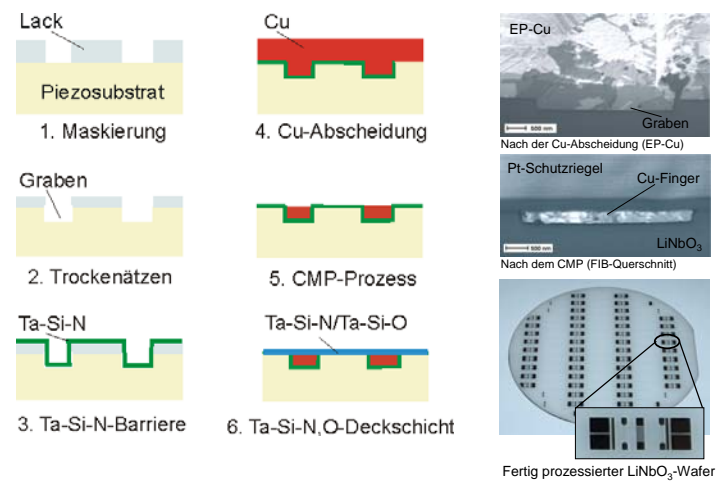 Lack
Piezosubstrat
1. Maskierung
Graben
2. Trockenätzen
Ta-Si-N
3. Ta-Si-N-Barriere
Cu
4. Cu-Abscheidung
5. CMP-Prozess
Ta-Si-N/Ta-Si-O
6. Ta-Si-N,O-Deckschicht
EP-Cu
Graben
500 nm
Nach der Cu-Abscheidung (EP-Cu)
Pt-Schutzriegel
Cu-Finger
LiNbO₃
500 nm
Nach dem CMP (FIB-Querschnitt)
Fertig prozessierter LiNbO₃-Wafer